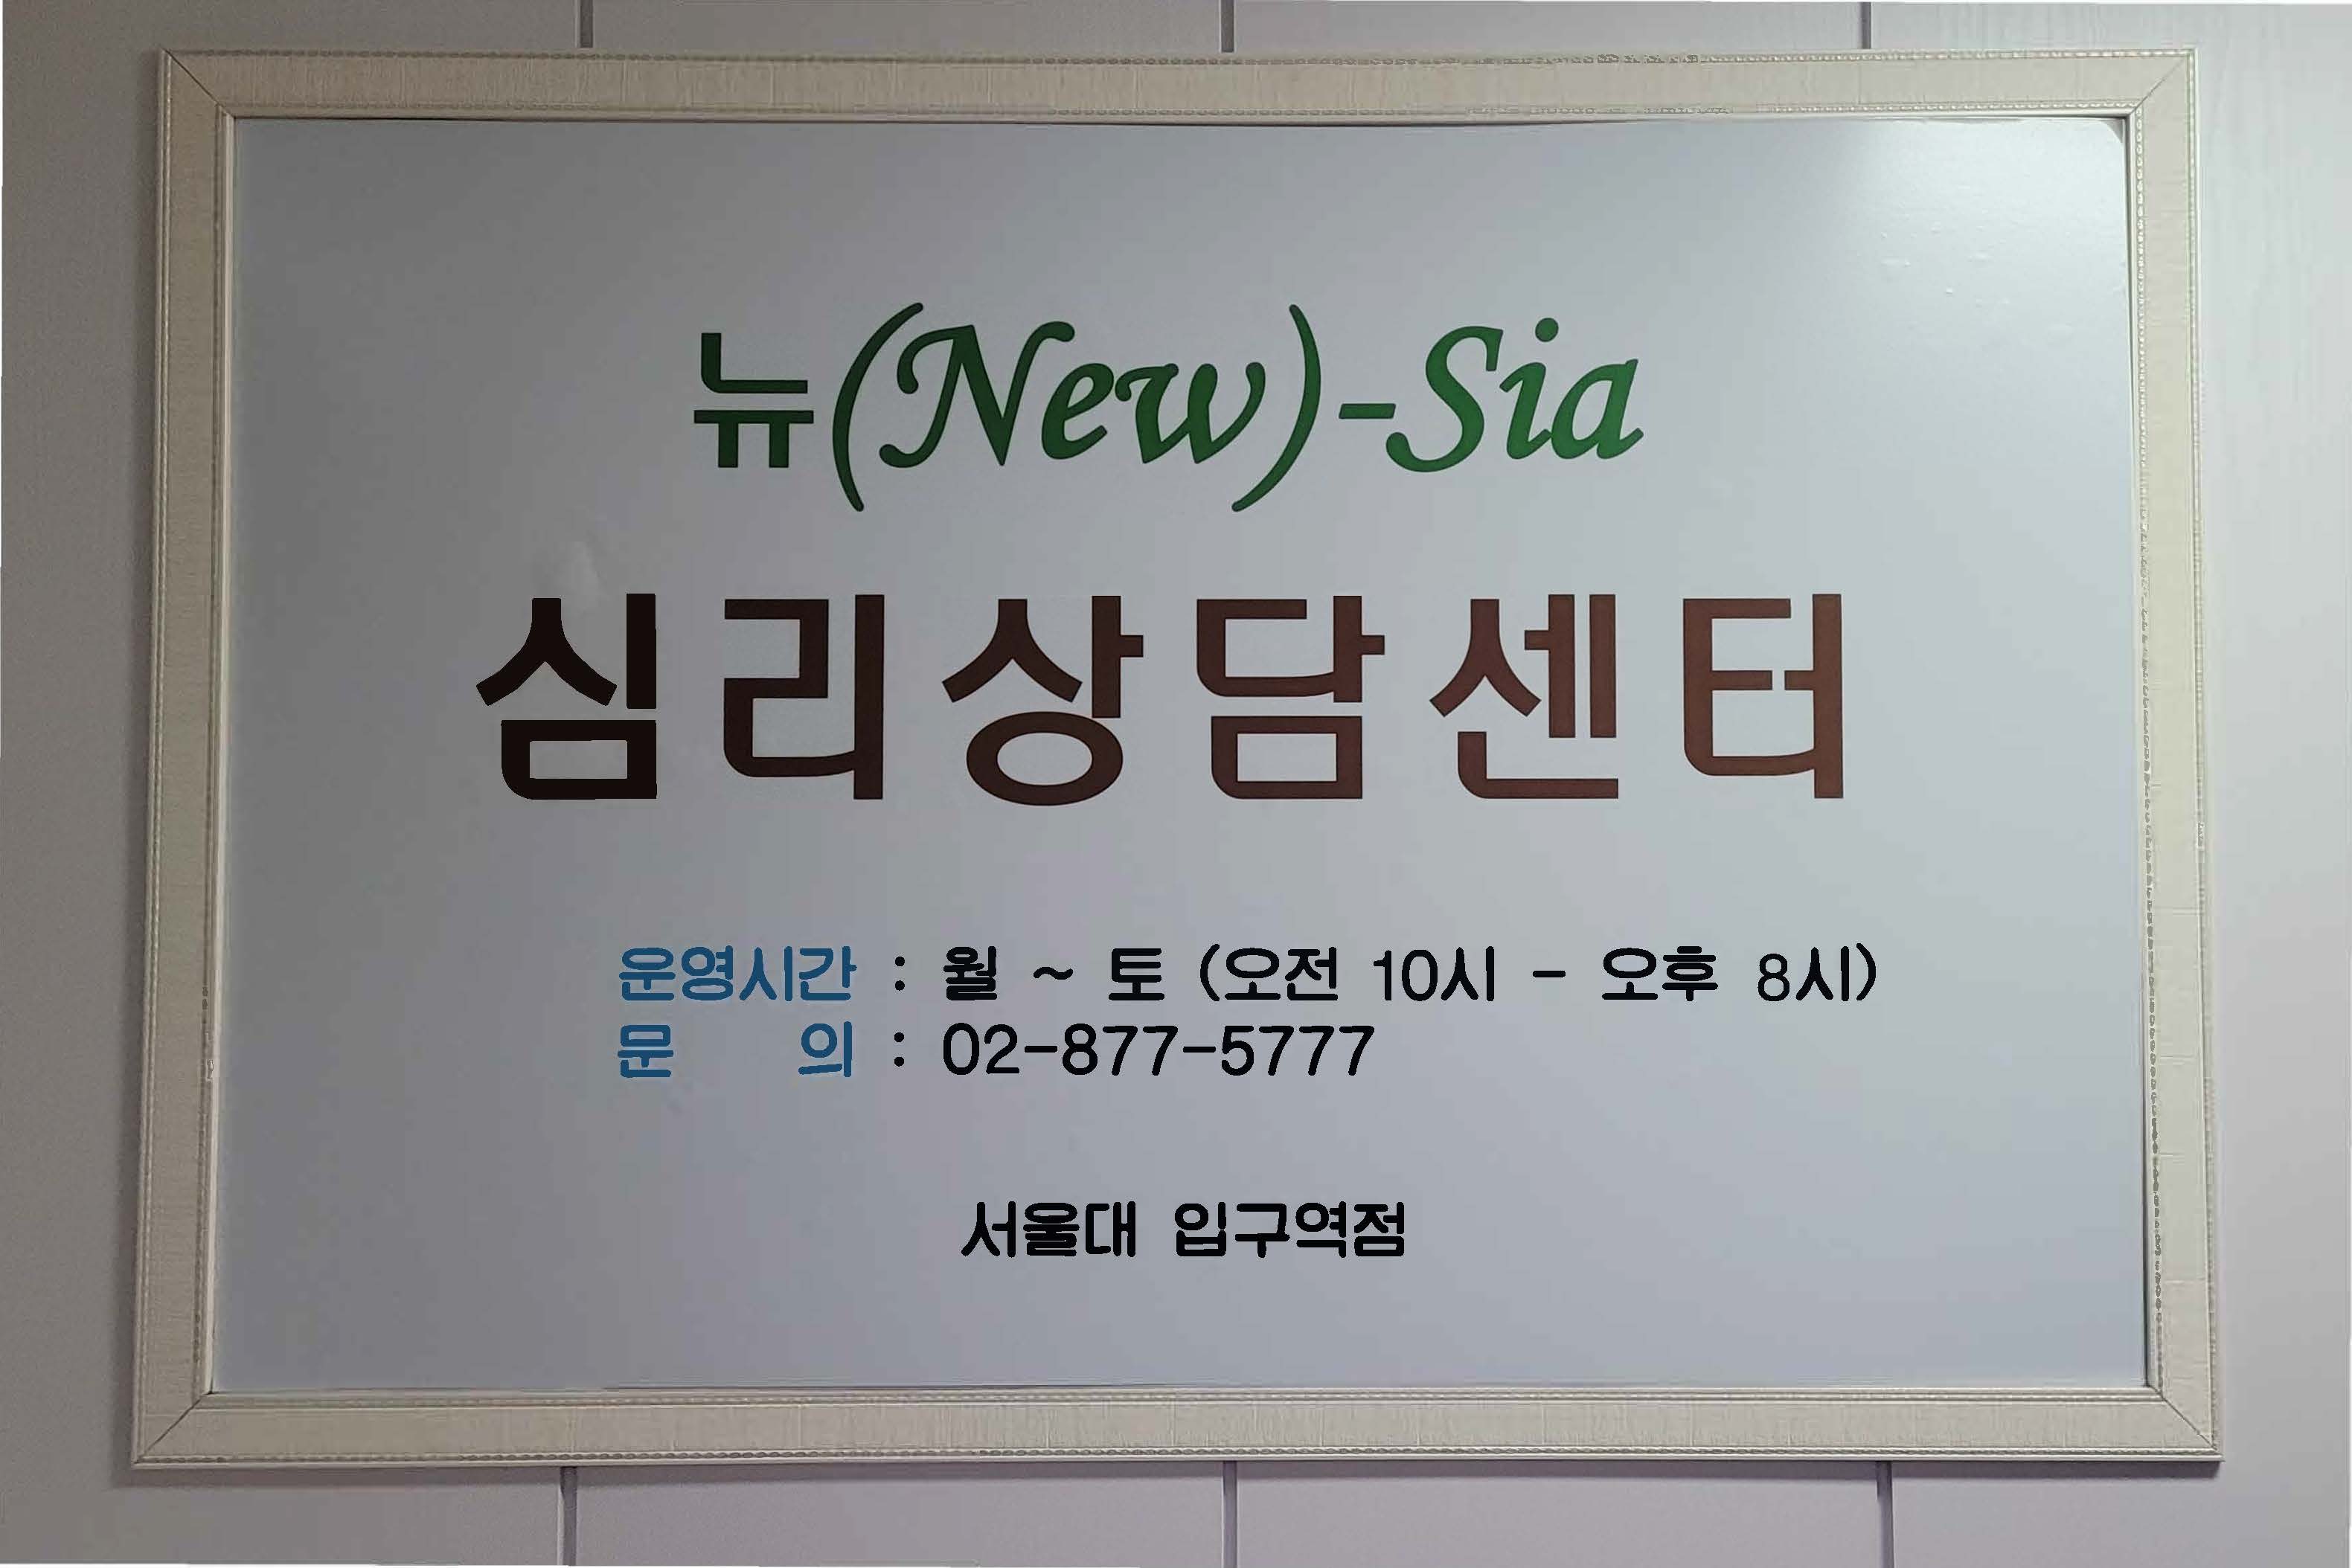 뉴(New)-Sia
심리상담센터
운영시간 : 월 ~ 토 (오전 10시 - 오후 8시)
문 의 : 02-877-5777
서울대 입구역점